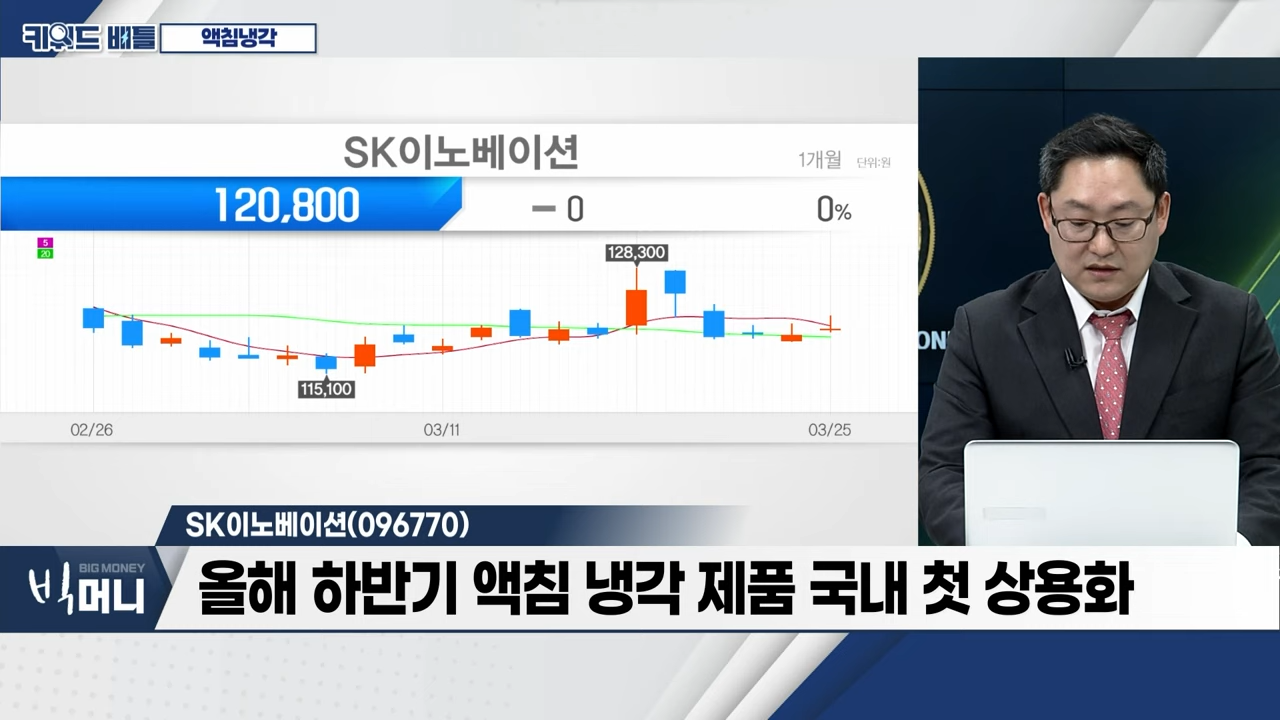 키워드 배틀
액침냉각
SK이노베이션
1개월 단위:원
120,800
0
0%
5
20
128,300
115,100
02/26
03/11
03/25
SK이노베이션(096770)
BIG MONEY
빅머니
올해 하반기 액침 냉각 제품 국내 첫 상용화